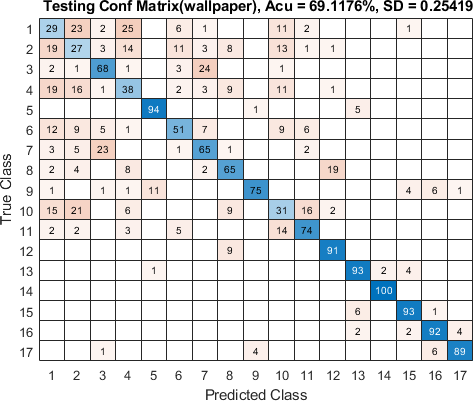 Testing Conf Matrix(wallpaper), Acu = 69.1176%, SD = 0.25419
True Class
1 29 23 2 25 6 1 11 2 1
2 19 27 3 14 11 3 8 13 1 1
3 2 1 68 1 3 24 1
4 19 16 1 38 2 3 9 11 1
5 94 1 5
6 12 9 5 1 51 7 9 6
7 3 5 23 1 65 1 2
8 2 4 8 2 65 19
9 1 1 1 11 75 4 6 1
10 15 21 6 9 31 16 2
11 2 2 3 5 14 74
12 9 91
13 1 93 2 4
14 100
15 6 93 1
16 2 2 92 4
17 1 4 6 89
1 2 3 4 5 6 7 8 9 10 11 12 13 14 15 16 17
Predicted Class